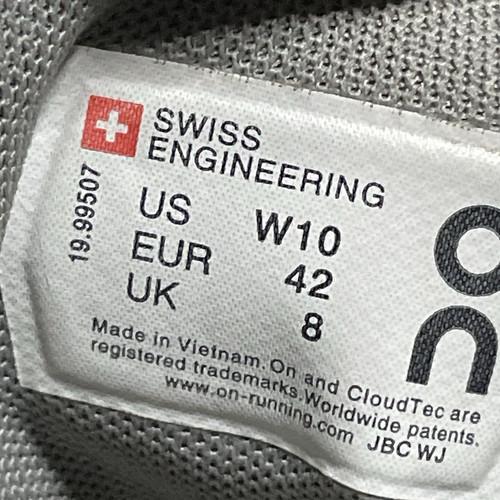 SWISS
ENGINEERING
19.99507
US W10
EUR 42
UK 8
on
Made in Vietnam. On and CloudTec are
registered trademarks. Worldwide patents.
www.on-running.com JBC WJ